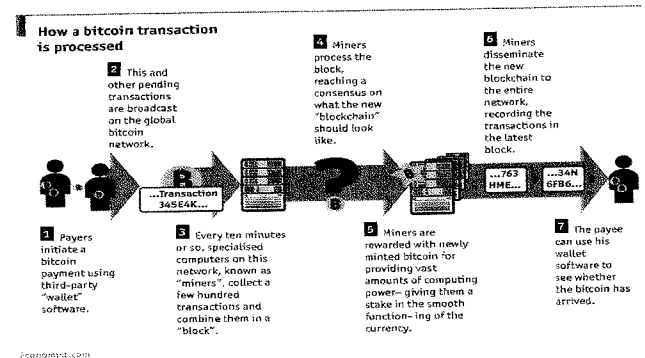 How a bitcoin transaction
is processed
1 Payers
initiate a
bitcoin
payment using
third-party
"wallet"
software.
2 This and
other pending
transactions
are broadcast
on the global
bitcoin
network.
...Transaction
345E4K...
3 Every ten minutes
or so, specialised
computers on this
network, known as
"miners", collect a
few hundred
transactions and
combine them in a
"block".
4 Miners
process the
block,
reaching a
consensus on
what the new
"blockchain"
should look
like.
B
5 Miners are
rewarded with newly
minted bitcoin for
providing vast
amounts of computing
power– giving them a
stake in the smooth
function– ing of the
currency.
6 Miners
disseminate
the new
blockchain to
the entire
network,
recording the
transactions in
the latest
block.
...763
HME...
...34N
6FB6...
7 The payee
can use his
wallet
software to
see whether
the bitcoin has
arrived.
Economist.com